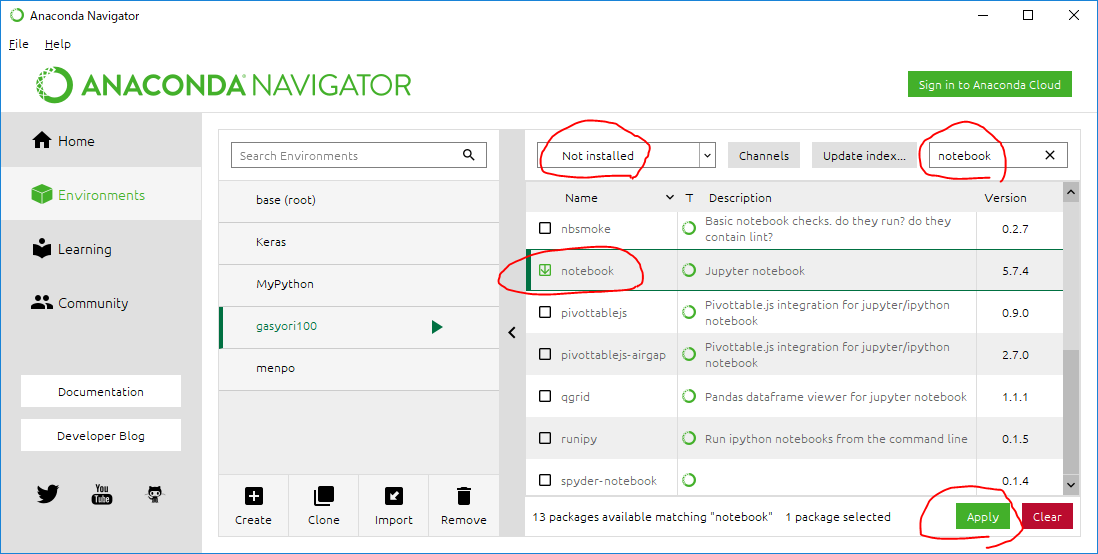 Anaconda Navigator
File Help
ANACONDA NAVIGATOR
Sign in to Anaconda Cloud
Home
Environments
Learning
Community
Documentation
Developer Blog
You Tube
Search Environments
base (root)
Keras
MyPython
gasyori100
menpo
Create Clone Import Remove
Not installed Channels Update index... notebook
Name T Description Version
nbsmoke Basic notebook checks. do they run? do they 0.2.7
contain lint?
notebook Jupyter notebook 5.7.4
pivottablejs Pivottable.js integration for jupyter/ipython 0.9.0
notebook
pivottablejs-airgap Pivottable.js integration for jupyter/ipython 2.7.0
notebook
qgrid Pandas dataframe viewer for jupyter notebook 1.1.1
runipy Run ipython notebooks from the command line 0.1.5
spyder-notebook 0.1.4
13 packages available matching "notebook" 1 package selected Apply Clear